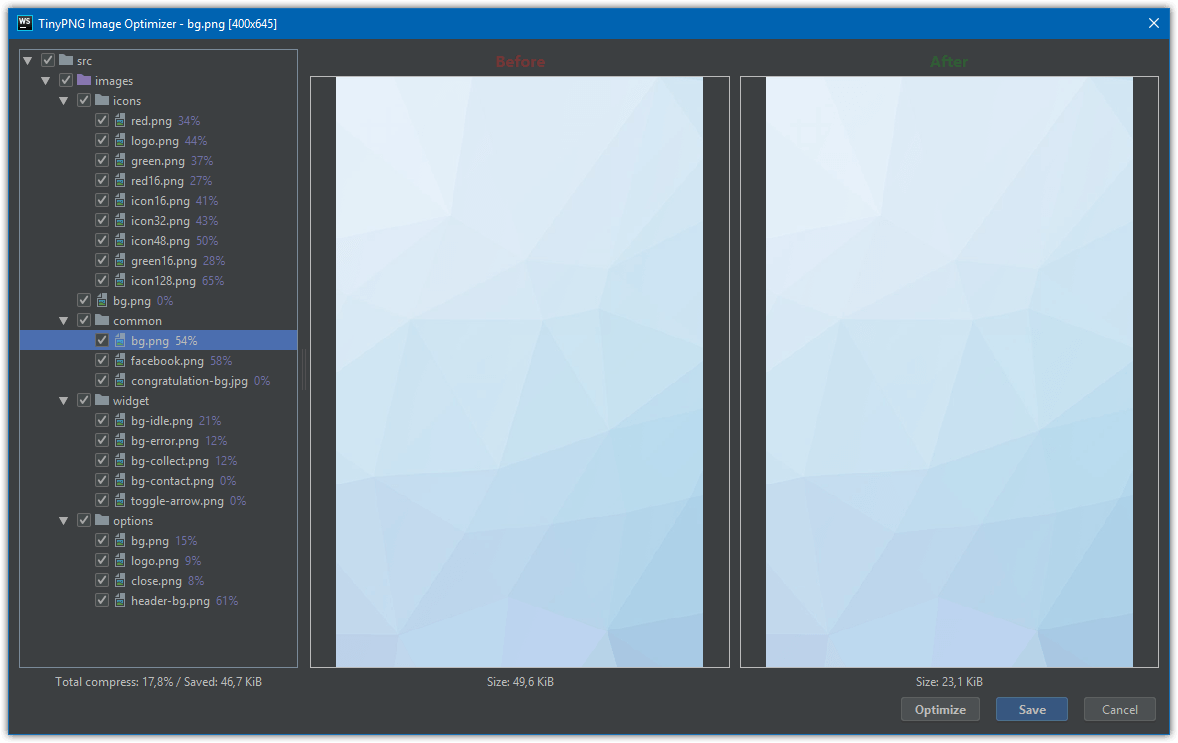 WS TinyPNG Image Optimizer - bg.png [400x645]
src
images
icons
red.png 34%
logo.png 44%
green.png 37%
red16.png 27%
icon16.png 41%
icon32.png 43%
icon48.png 50%
green16.png 28%
icon128.png 65%
bg.png 0%
common
bg.png 54%
facebook.png 58%
congratulation-bg.jpg 0%
widget
bg-idle.png 21%
bg-error.png 12%
bg-collect.png 12%
bg-contact.png 0%
toggle-arrow.png 0%
options
bg.png 15%
logo.png 9%
close.png 8%
header-bg.png 61%
Total compress: 17,8% / Saved: 46,7 KiB
Before
Size: 49,6 KiB
After
Size: 23,1 KiB
Optimize
Save
Cancel